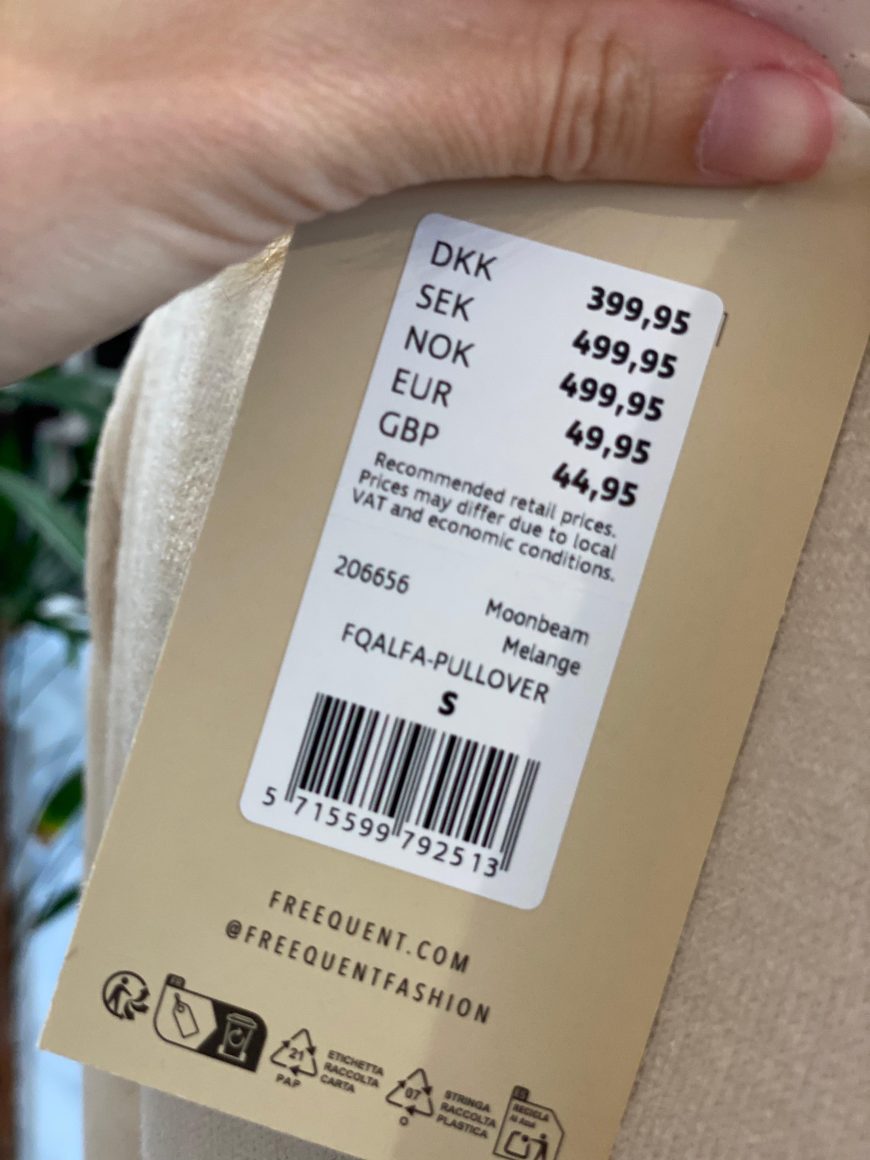 DKK 399,95
SEK 499,95
NOK 499,95
EUR 49,95
GBP 44,95
Recommended retail prices.
Prices may differ due to local
VAT and economic conditions.
206656 Moonbeam
Melange
FQALFA-PULLOVER
S
5 715599 792513
FREEQUENT.COM
@FREEQUENTFASHION
21
PAP
ETICHETTA
RACCOLTA
CARTA
07
O
STRINGA
RACCOLTA
PLASTICA
RECICLA